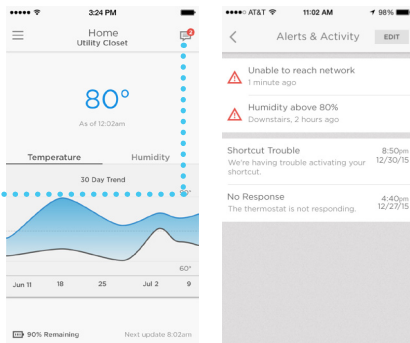 3:24 PM
Home
Utility Closet
2
80°
As of 12:02am
Temperature
Humidity
30 Day Trend
90°
60°
Jun 11 18 25 Jul 2 9
90% Remaining
Next update 8:02am
AT&T 11:02 AM 98%
Alerts & Activity
EDIT
Unable to reach network
1 minute ago
Humidity above 80%
Downstairs, 2 hours ago
Shortcut Trouble 8:50pm
We're having trouble activating your 12/30/15
shortcut.
No Response 4:40pm
The thermostat is not responding. 12/27/15